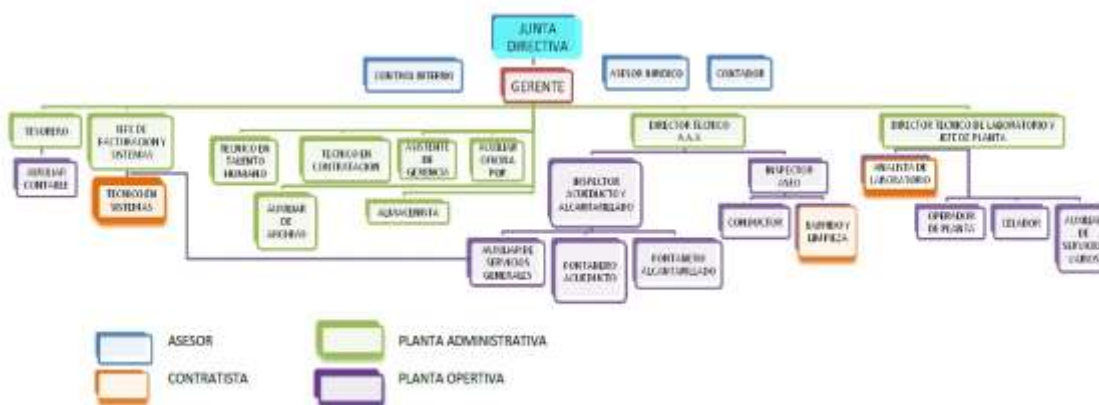 JUNTA
DIRECTIVA
CONTROL INTERNO
GERENTE
ASESOR JURIDICO
CONTADOR
TESORERO
JEFE DE
FACTURACION Y
SISTEMAS
DIRECTOR TECNICO
A.A.A
DIRECTOR TECNICO DE LABORATORIO Y
JEFE DE PLANTA
AUXILIAR
CONTABLE
TECNICO EN
SISTEMAS
TECNICO EN
TALENTO
HUMANO
TECNICO EN
CONTRATACION
ASISTENTE
DE
GERENCIA
AUXILIAR
OFICINA
PQR
INSPECTOR
ACUEDUCTO Y
ALCANTARILLADO
INSPECTOR
ASEO
ANALISTA DE
LABORATORIO
AUXILIAR
DE
ARCHIVO
ALMACENISTA
CONDUCTOR
BARRIDO Y
LIMPIEZA
OPERADOR
DE PLANTA
CELADOR
AUXILIAR
DE
SERVICIOS
VARIOS
AUXILIAR DE
SERVICIOS
GENERALES
FONTANERO
ACUEDUCTO
FONTANERO
ALCANTARILLADO
ASESOR
PLANTA ADMINISTRATIVA
CONTRATISTA
PLANTA OPERTIVA